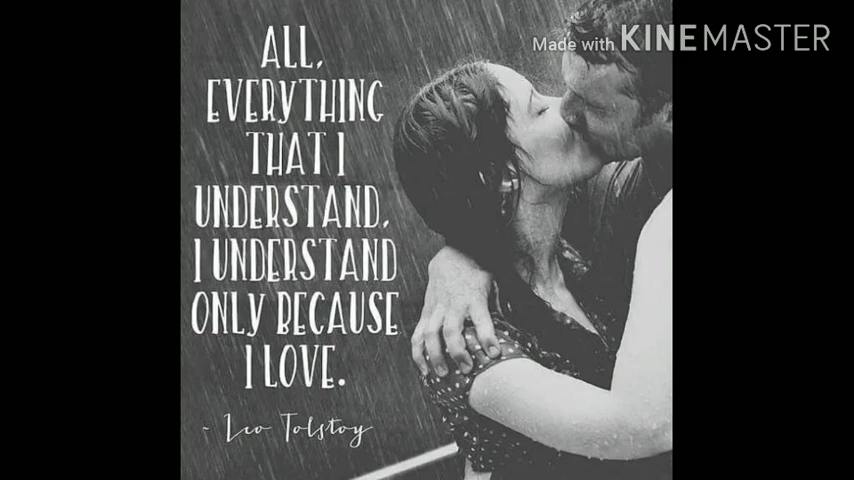 Made with KINEMASTER
ALL,
EVERYTHING
THAT I
UNDERSTAND,
I UNDERSTAND
ONLY BECAUSE
I LOVE.
~ Leo Tolstoy